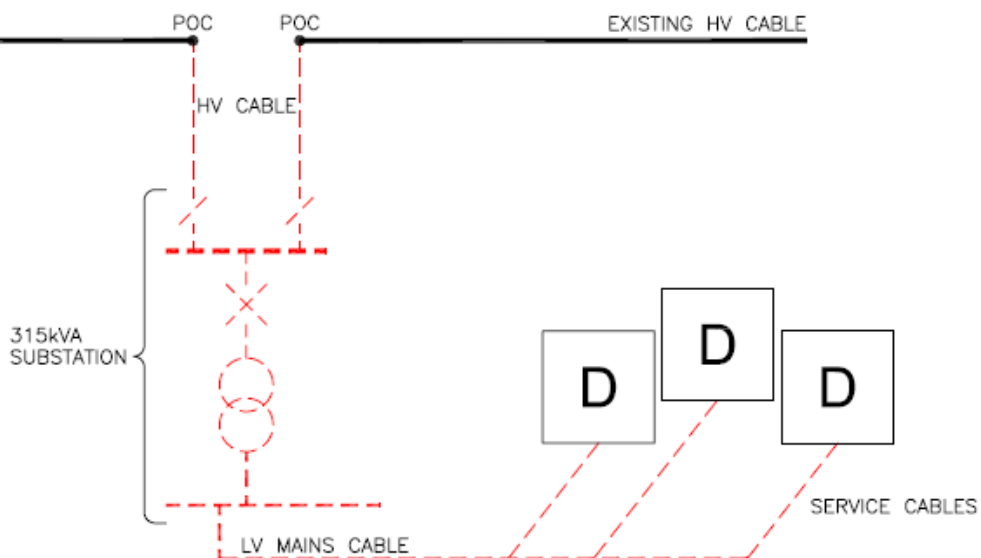 POC
POC
EXISTING HV CABLE
HV CABLE
315kVA
SUBSTATION
D
D
D
SERVICE CABLES
LV MAINS CABLE